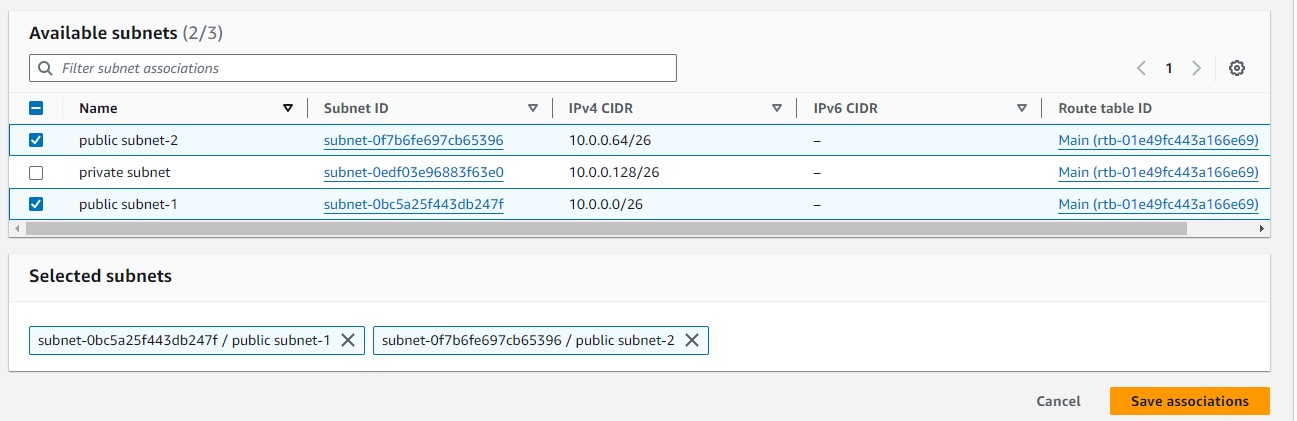 Available subnets (2/3)
Filter subnet associations
1
Name Subnet ID IPv4 CIDR IPv6 CIDR Route table ID
public subnet-2 subnet-0f7b6fe697cb65396 10.0.0.64/26 – Main (rtb-01e49fc443a166e69)
private subnet subnet-0edf03e96883f63e0 10.0.0.128/26 – Main (rtb-01e49fc443a166e69)
public subnet-1 subnet-0bc5a25f443db247f 10.0.0.0/26 – Main (rtb-01e49fc443a166e69)
Selected subnets
subnet-0bc5a25f443db247f / public subnet-1 subnet-0f7b6fe697cb65396 / public subnet-2
Cancel Save associations